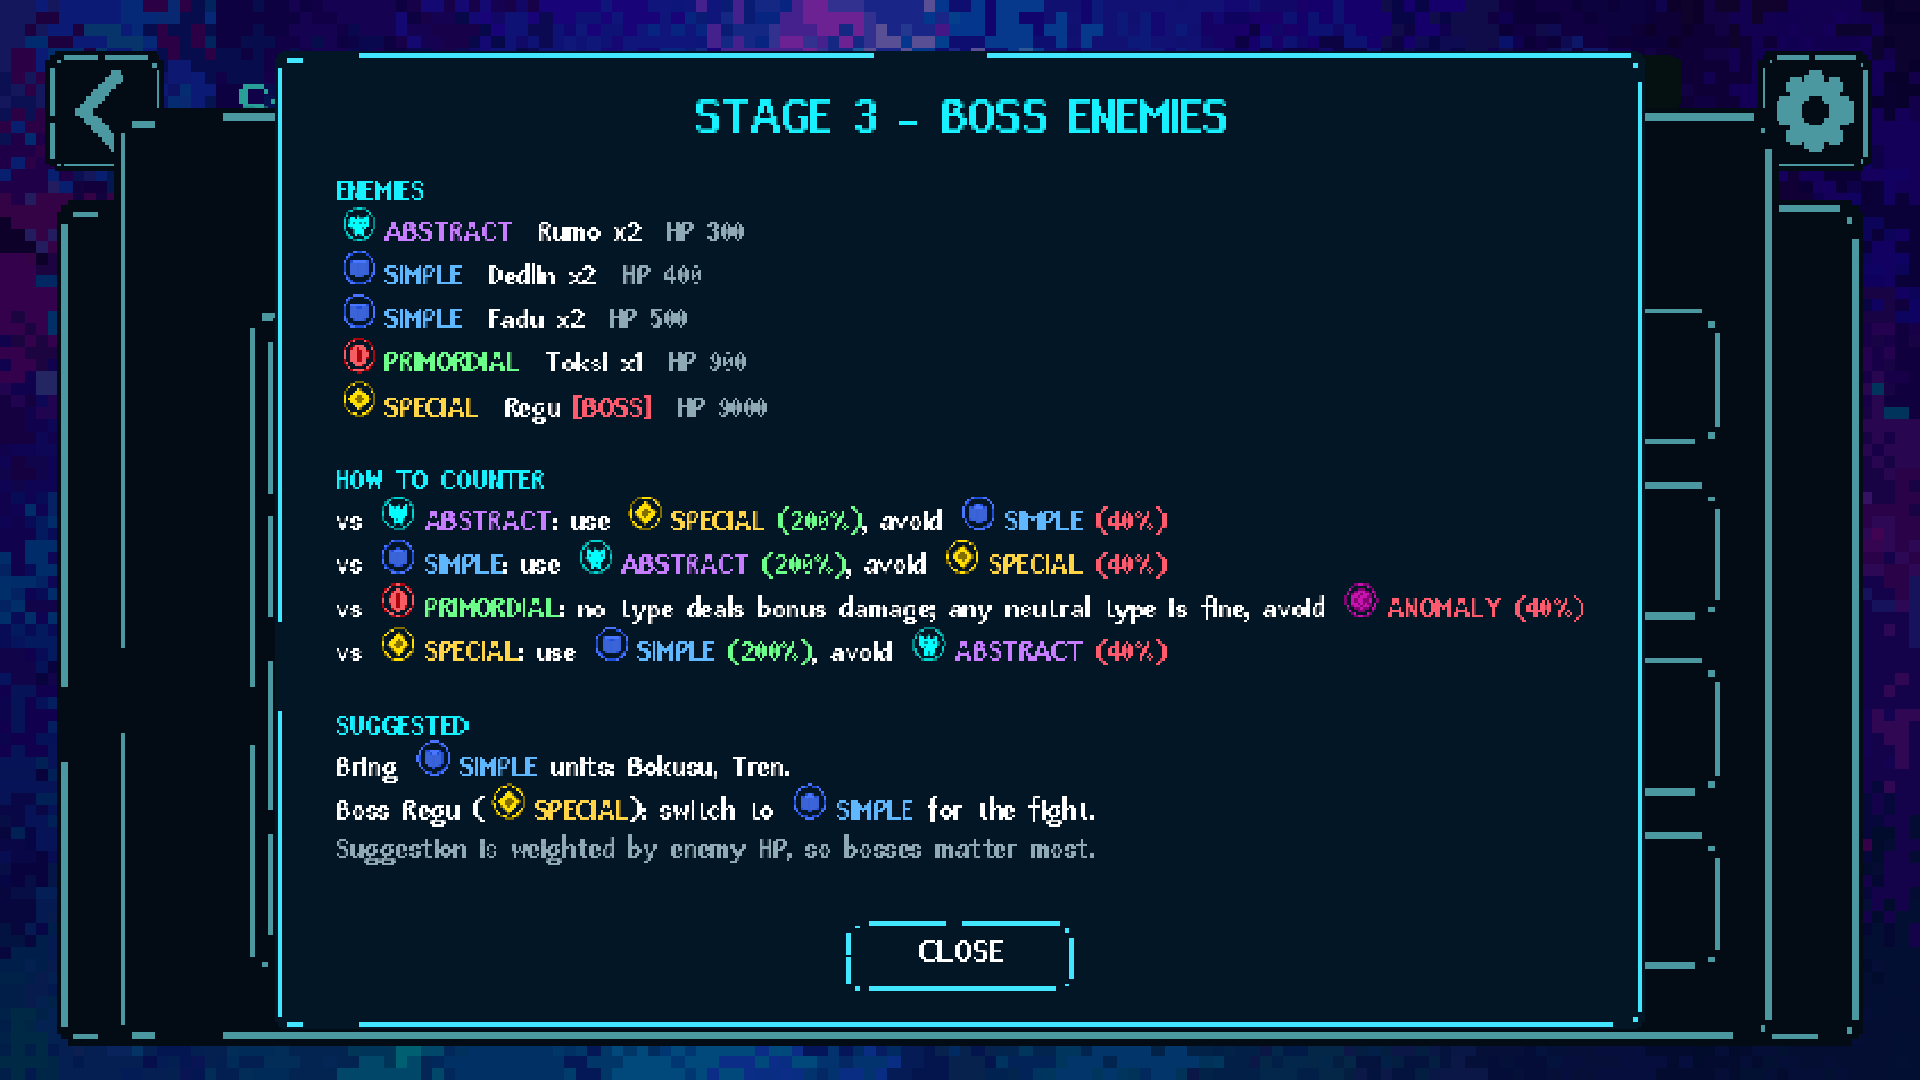 C
STAGE 3 - BOSS ENEMIES
ENEMIES
ABSTRACT Rumo x2 HP 300
SIMPLE Dedlin x2 HP 400
SIMPLE Fadu x2 HP 500
PRIMORDIAL Toksi x1 HP 900
SPECIAL Regu [BOSS] HP 9000
HOW TO COUNTER
vs ABSTRACT: use SPECIAL (200%), avoid SIMPLE (40%)
vs SIMPLE: use ABSTRACT (200%), avoid SPECIAL (40%)
vs PRIMORDIAL: no type deals bonus damage; any neutral type is fine, avoid ANOMALY (40%)
vs SPECIAL: use SIMPLE (200%), avoid ABSTRACT (40%)
SUGGESTED
Bring SIMPLE units: Bokusu, Tren.
Boss Regu (SPECIAL): switch to SIMPLE for the fight.
Suggestion is weighted by enemy HP, so bosses matter most.
CLOSE